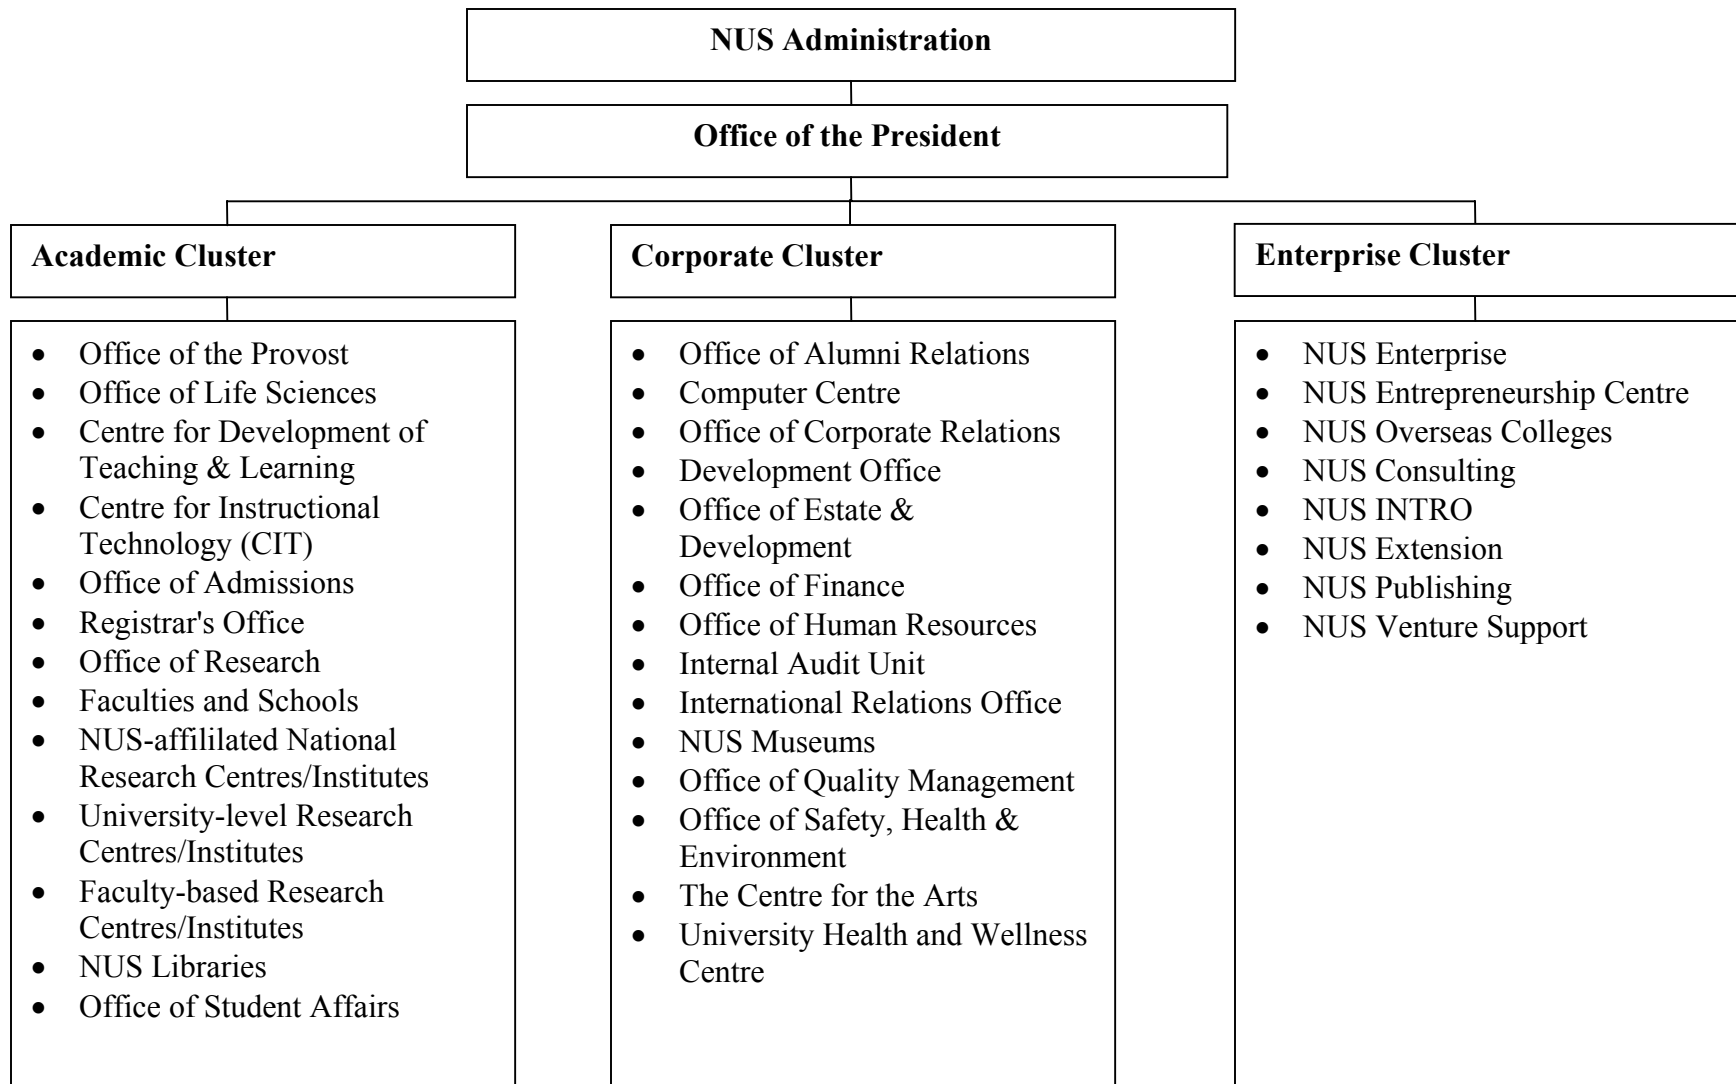 NUS Administration
Office of the President
Academic Cluster
• Office of the Provost
• Office of Life Sciences
• Centre for Development of
Teaching & Learning
• Centre for Instructional
Technology (CIT)
• Office of Admissions
• Registrar's Office
• Office of Research
• Faculties and Schools
• NUS-affililated National
Research Centres/Institutes
• University-level Research
Centres/Institutes
• Faculty-based Research
Centres/Institutes
• NUS Libraries
• Office of Student Affairs
Corporate Cluster
• Office of Alumni Relations
• Computer Centre
• Office of Corporate Relations
• Development Office
• Office of Estate &
Development
• Office of Finance
• Office of Human Resources
• Internal Audit Unit
• International Relations Office
• NUS Museums
• Office of Quality Management
• Office of Safety, Health &
Environment
• The Centre for the Arts
• University Health and Wellness
Centre
Enterprise Cluster
• NUS Enterprise
• NUS Entrepreneurship Centre
• NUS Overseas Colleges
• NUS Consulting
• NUS INTRO
• NUS Extension
• NUS Publishing
• NUS Venture Support